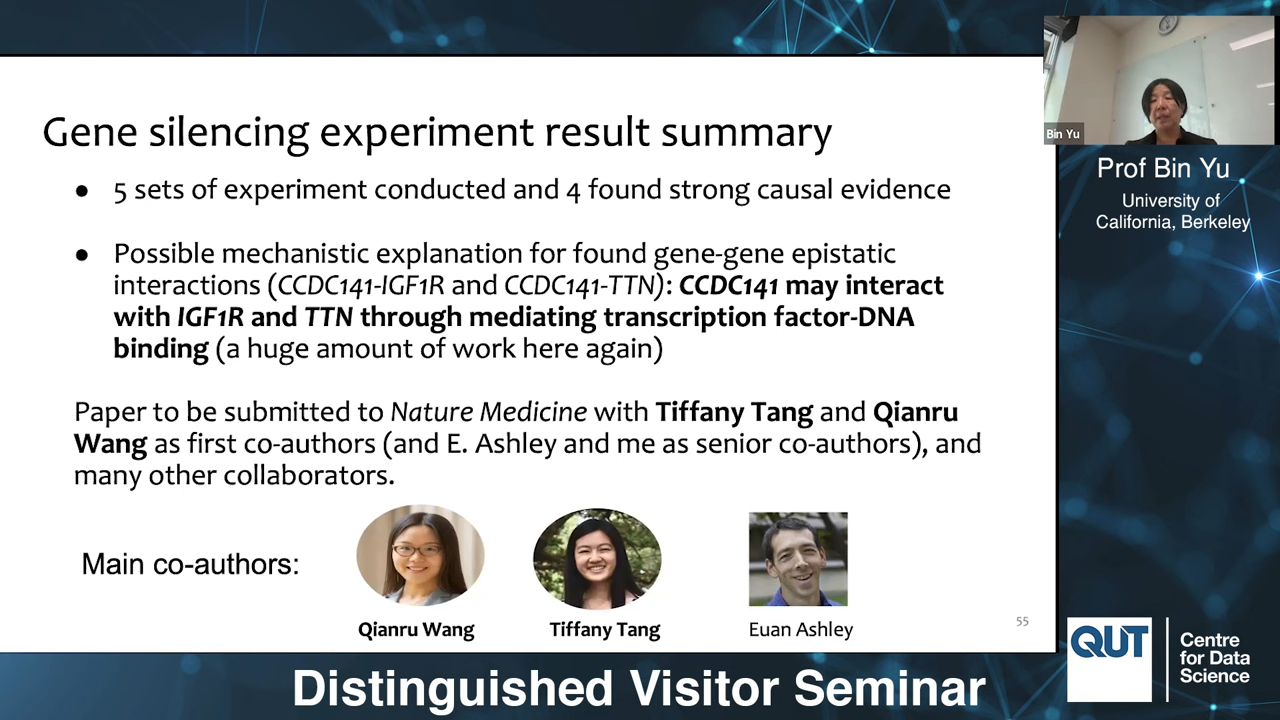 Gene silencing experiment result summary
● 5 sets of experiment conducted and 4 found strong causal evidence
● Possible mechanistic explanation for found gene-gene epistatic
interactions (CCDC141-IGF1R and CCDC141-TTN): CCDC141 may interact
with IGF1R and TTN through mediating transcription factor-DNA
binding (a huge amount of work here again)
Paper to be submitted to Nature Medicine with Tiffany Tang and Qianru
Wang as first co-authors (and E. Ashley and me as senior co-authors), and
many other collaborators.
Main co-authors:
Qianru Wang
Tiffany Tang
Euan Ashley
55
Bin Yu
Prof Bin Yu
University of
California, Berkeley
QUT
Centre
for Data
Science
Distinguished Visitor Seminar